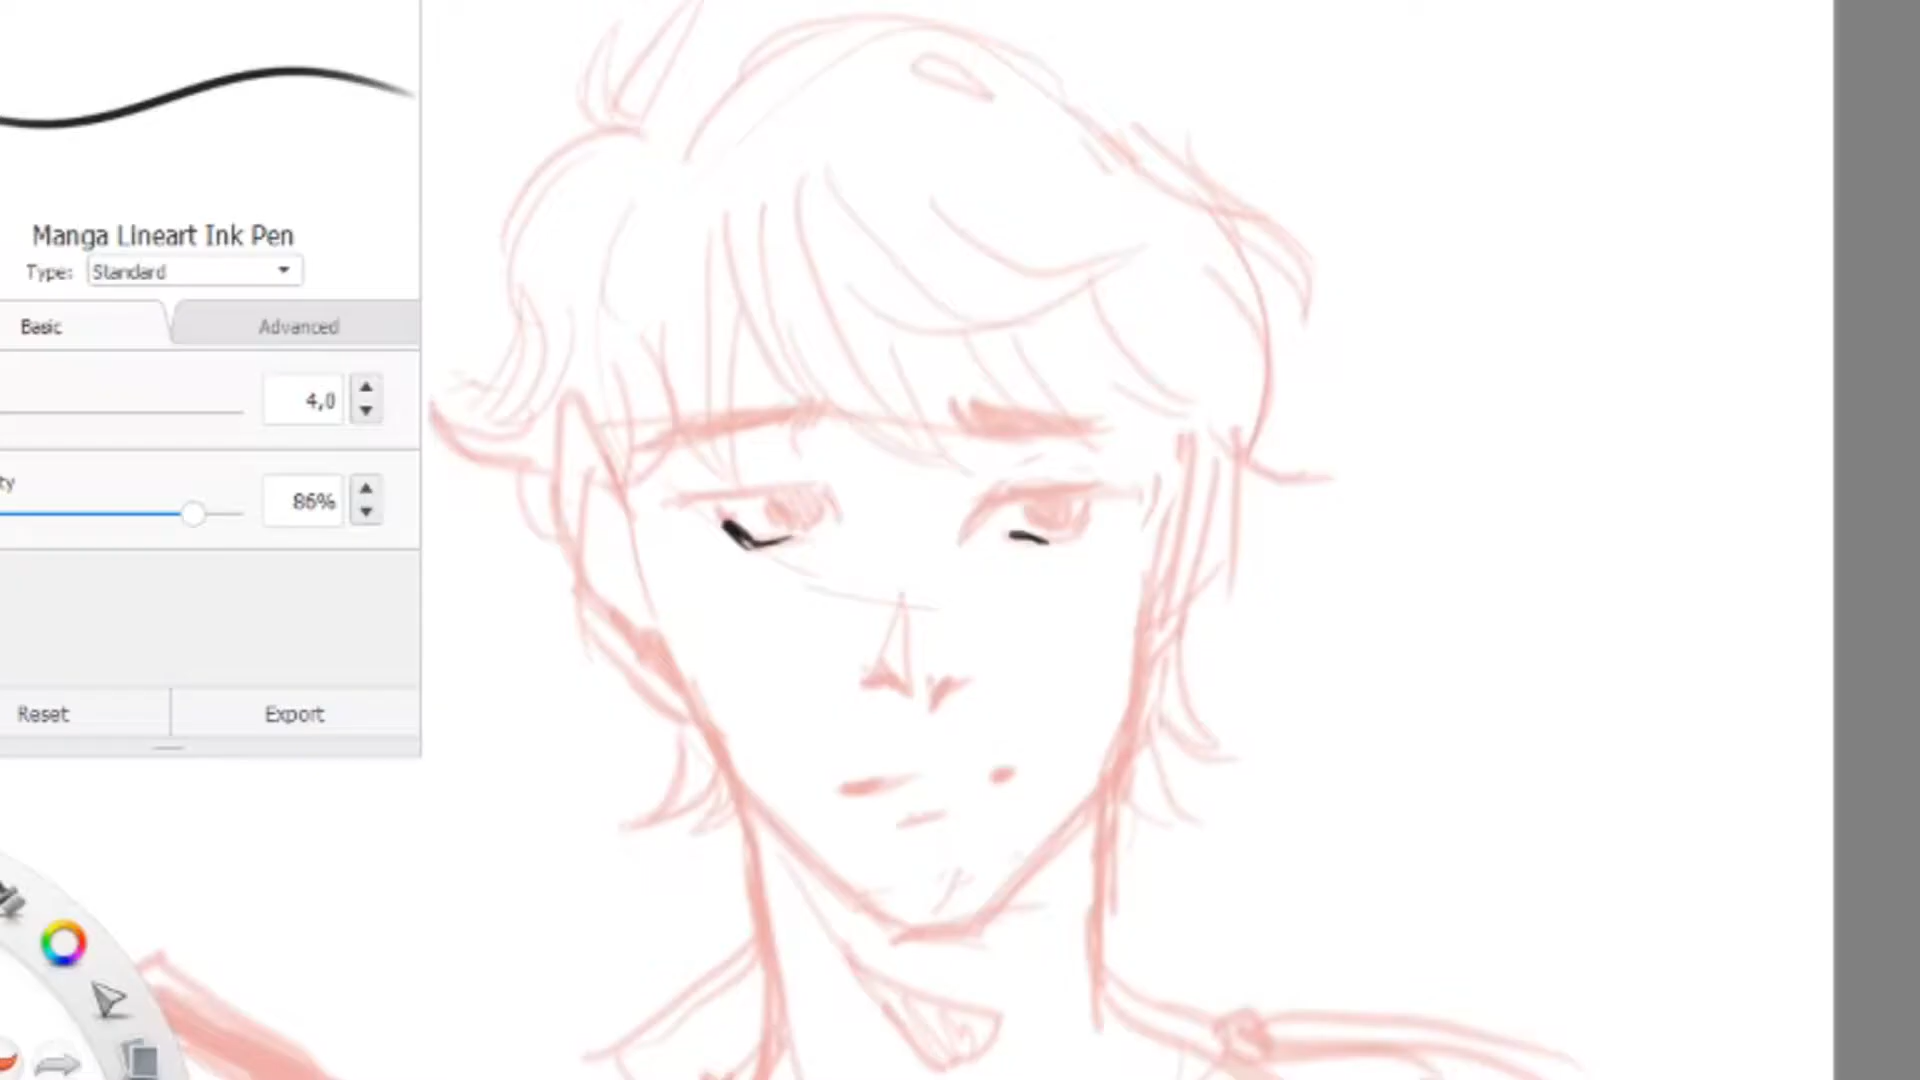 Manga Lineart Ink Pen
Type: Standard
Basic Advanced
4,0
ty
86%
Reset Export